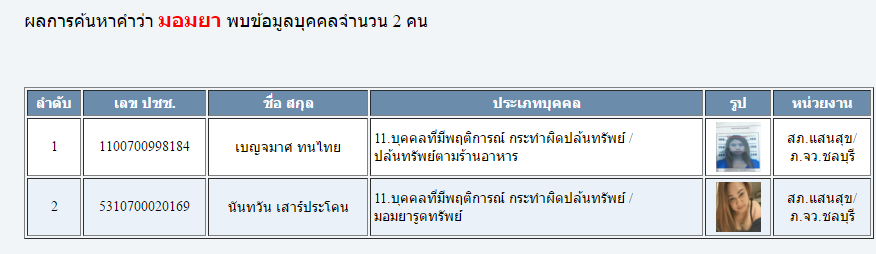 ผลการค้นหาคำว่า มอมยา พบข้อมูลบุคคลจำนวน 2 คน
ลำดับ เลข ปชช. ชื่อ สกุล ประเภทบุคคล รูป หน่วยงาน
1 1100700998184 เบญจมาศ ทนไทย 11.บุคคลที่มีพฤติการณ์ กระทำผิดปล้นทรัพย์ / สภ.แสนสุข/
ปล้นทรัพย์ตามร้านอาหาร ภ.จว.ชลบุรี
2 5310700020169 นันทวัน เสาร์ประโคน 11.บุคคลที่มีพฤติการณ์ กระทำผิดปล้นทรัพย์ / สภ.แสนสุข/
มอมยารูดทรัพย์ ภ.จว.ชลบุรี